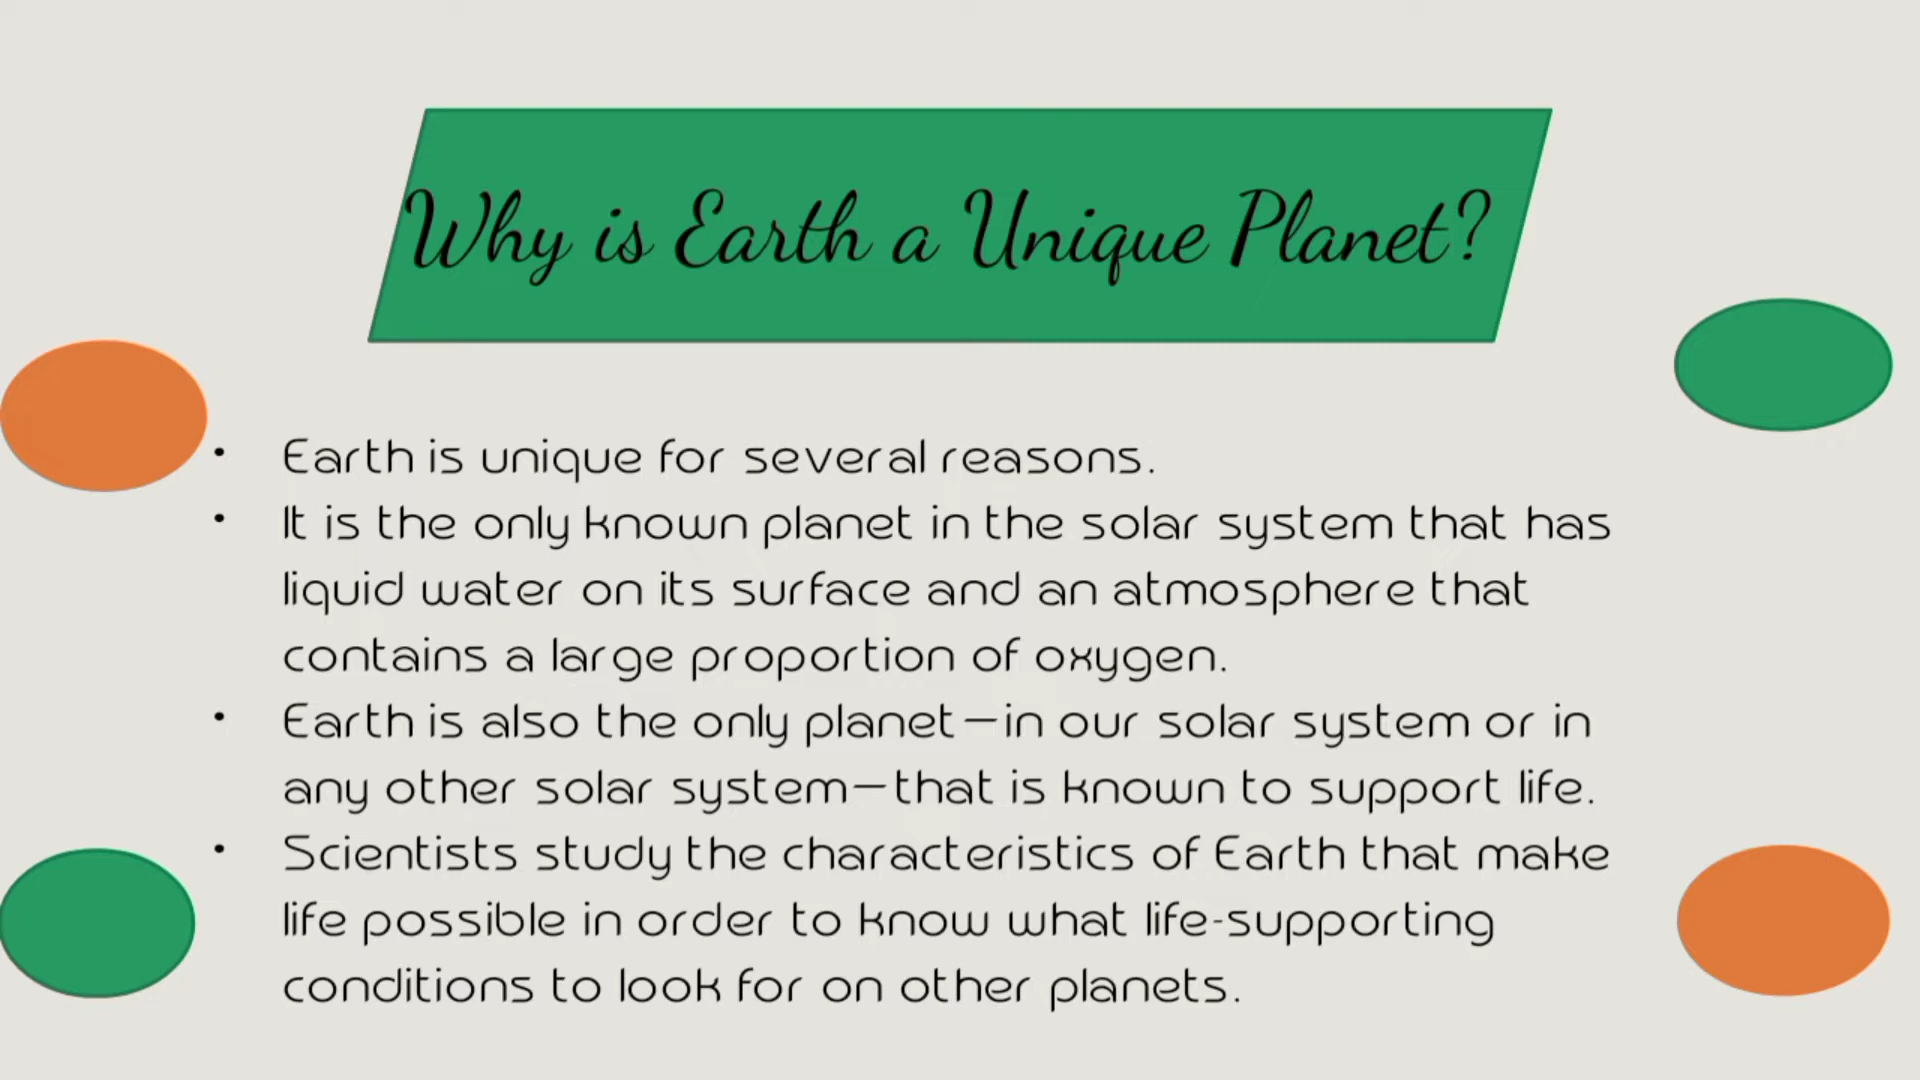 Why is Earth a Unique Planet?
• Earth is unique for several reasons.
• It is the only known planet in the solar system that has
liquid water on its surface and an atmosphere that
contains a large proportion of oxygen.
• Earth is also the only planet—in our solar system or in
any other solar system—that is known to support life.
• Scientists study the characteristics of Earth that make
life possible in order to know what life-supporting
conditions to look for on other planets.